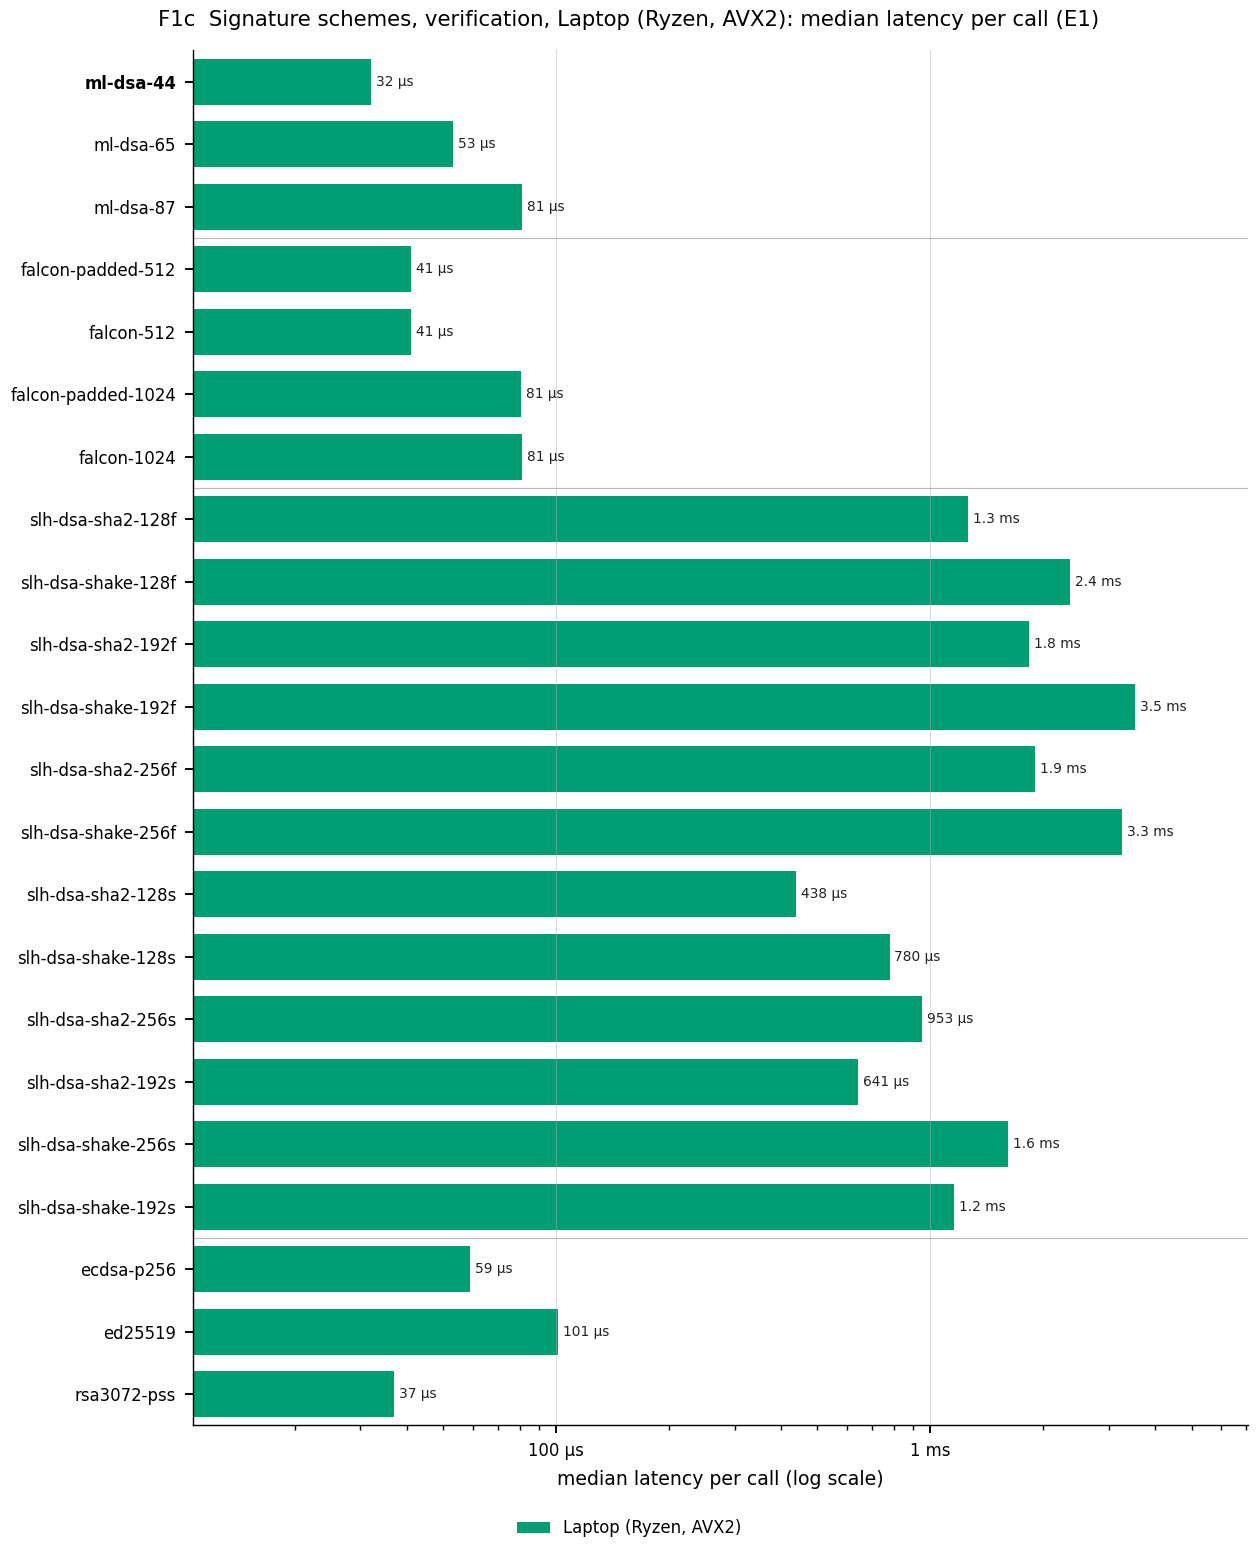 F1c  Signature schemes, verification, Laptop (Ryzen, AVX2): median latency per call (E1)
ml-dsa-44 32 µs
ml-dsa-65 53 µs
ml-dsa-87 81 µs
falcon-padded-512 41 µs
falcon-512 41 µs
falcon-padded-1024 81 µs
falcon-1024 81 µs
slh-dsa-sha2-128f 1.3 ms
slh-dsa-shake-128f 2.4 ms
slh-dsa-sha2-192f 1.8 ms
slh-dsa-shake-192f 3.5 ms
slh-dsa-sha2-256f 1.9 ms
slh-dsa-shake-256f 3.3 ms
slh-dsa-sha2-128s 438 µs
slh-dsa-shake-128s 780 µs
slh-dsa-sha2-256s 953 µs
slh-dsa-sha2-192s 641 µs
slh-dsa-shake-256s 1.6 ms
slh-dsa-shake-192s 1.2 ms
ecdsa-p256 59 µs
ed25519 101 µs
rsa3072-pss 37 µs
100 µs 1 ms
median latency per call (log scale)
Laptop (Ryzen, AVX2)